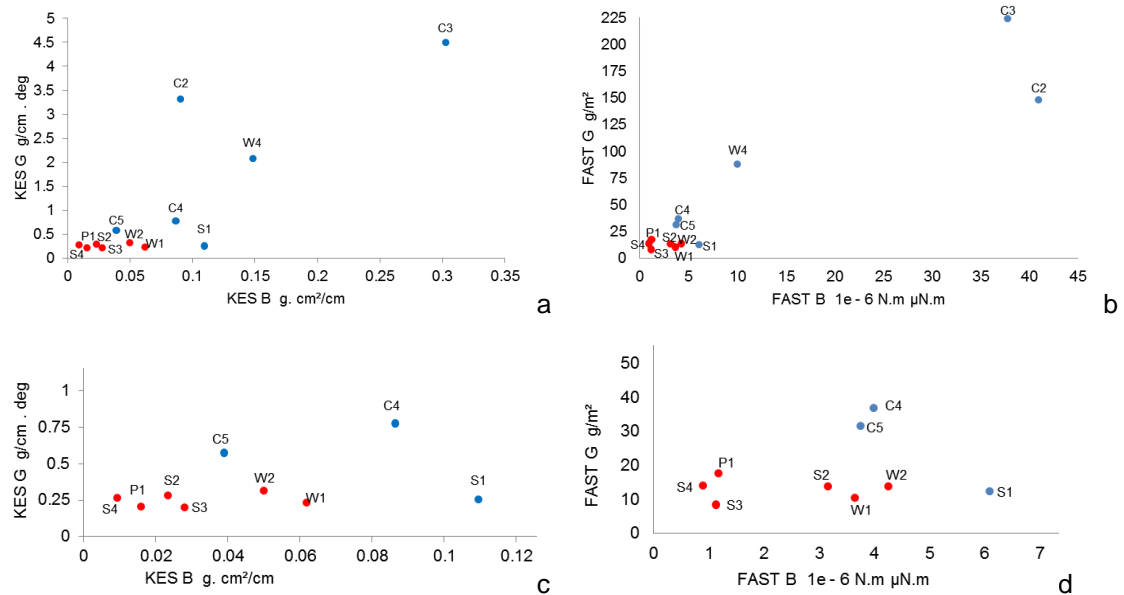 KES G g/cm . deg
5
4.5
4
3.5
3
2.5
2
1.5
1
0.5
0
C3
C2
W4
C4
C5
S1
P1
S2
W2
W1
S4
S3
0 0.05 0.1 0.15 0.2 0.25 0.3 0.35
KES B g. cm²/cm
a
FAST G g/m²
225
200
175
150
125
100
75
50
25
0
C3
C2
W4
C4
C5
P1
S2
W2
S1
S4
S3
W1
0 5 10 15 20 25 30 35 40 45
FAST B 1e - 6 N.m µN.m
b
KES G g/cm . deg
1
0.75
0.5
0.25
0
C4
C5
S1
S2
W2
P1
W1
S4
S3
0 0.02 0.04 0.06 0.08 0.1 0.12
KES B g. cm²/cm
c
FAST G g/m²
50
40
30
20
10
0
C4
C5
P1
S2
W2
S4
S1
W1
S3
0 1 2 3 4 5 6 7
FAST B 1e - 6 N.m µN.m
d